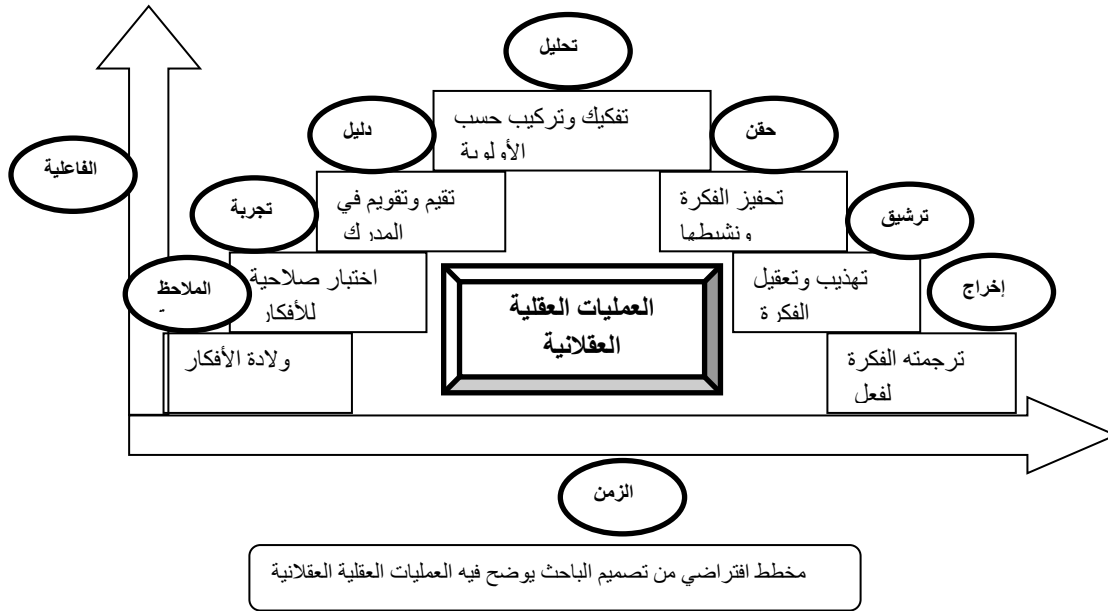 تحليل
تفكيك وتركيب حسب
الأولوية
دليل
حقن
الفاعلية
تقيم وتقويم في
المدرك
تحفيز الفكرة
ونشيطها
تجربة
ترشيق
اختبار صلاحية
للأفكار
تهذيب وتعقيل
الفكرة
الملاحظ
ة
إخراج
العمليات العقلية
العقلانية
ولادة الأفكار
ترجمته الفكرة
لفعل
الزمن
مخطط افتراضي من تصميم الباحث يوضح فيه العمليات العقلية العقلانية